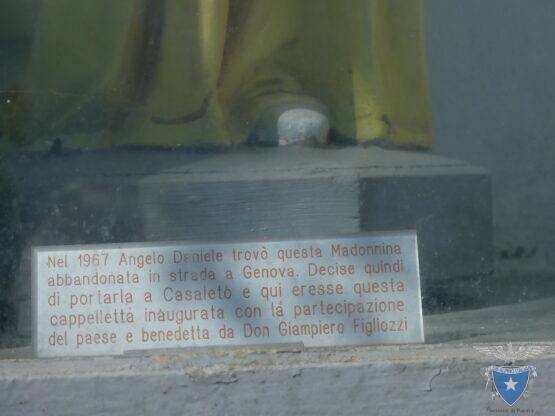 Nel 1967 Angelo Daniele trovò questa Madonnina
abbandonata in strada a Genova. Decise quindi
di portarla a Casaleto e qui eresse questa
cappelletta inaugurata con la partecipazione
del paese e benedetta da Don Giampiero Figliozzi